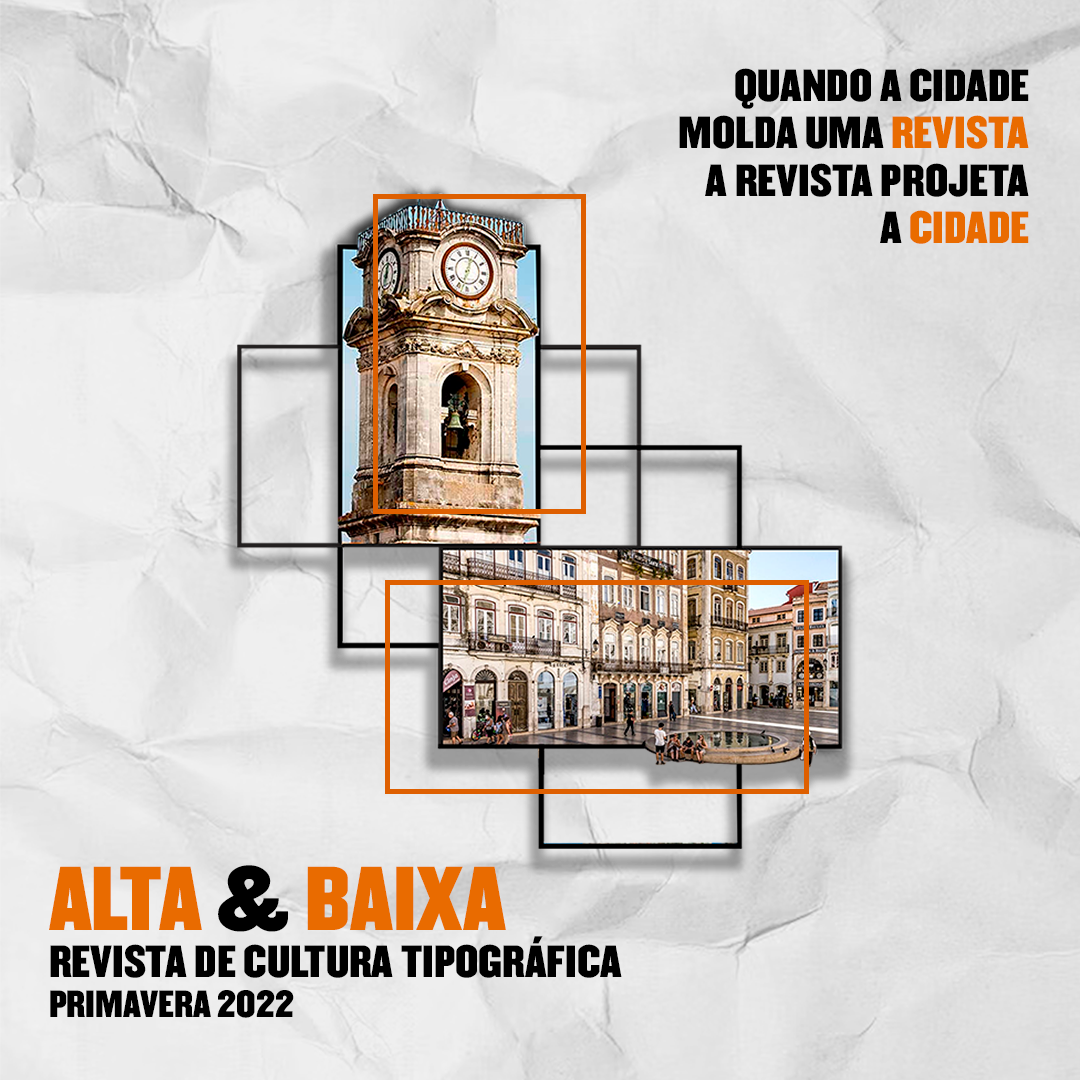 QUANDO A CIDADE
MOLDA UMA REVISTA
A REVISTA PROJETA
A CIDADE
ALTA & BAIXA
REVISTA DE CULTURA TIPOGRÁFICA
PRIMAVERA 2022